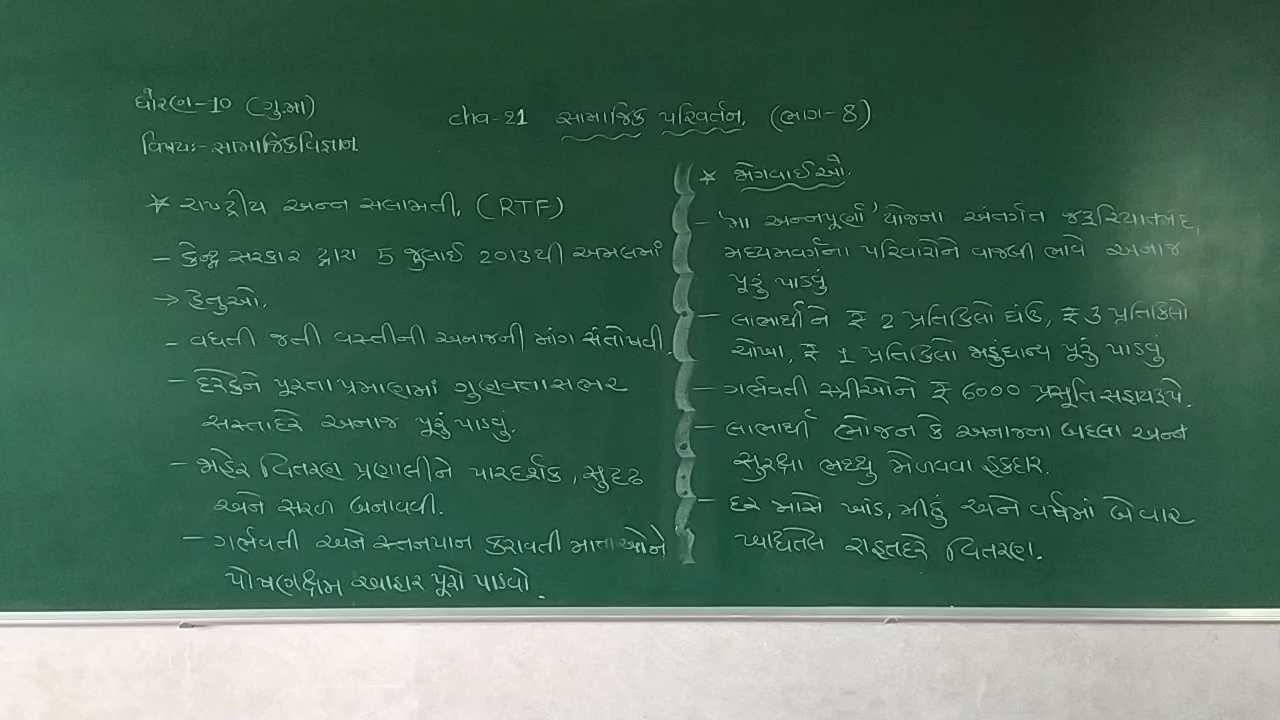 ધોરણ-10 (ગુ.મા)
cha-21 સામાજિક પરિવર્તન. (ભાગ-8)
વિષયઃ- સામાજિકવિજ્ઞાન
* રાષ્ટ્રીય અન્ન સલામતી. (RTF)
- કેન્દ્ર સરકાર દ્વારા 5 જુલાઈ 2013થી અમલમાં
→ હેતુઓ.
- વધતી જતી વસ્તીની અનાજની માંગ સંતોષવી.
- દરેકને પૂરતા પ્રમાણમાં ગુણવત્તાસભર
સસ્તાદરે અનાજ પૂરું પાડવું.
- જાહેર વિતરણ પ્રણાલીને પારદર્શક, સુદૃઢ
અને સરળ બનાવવી.
- ગર્ભવતી અને સ્તનપાન કરાવતી માતાઓને
પોષણક્ષમ આહાર પૂરો પાડવો.
* જોગવાઈઓ.
- 'મા અન્નપૂર્ણા' યોજના અંતર્ગત જરૂરિયાતમંદ,
મધ્યમવર્ગના પરિવારોને વાજબી ભાવે અનાજ
પૂરું પાડવું
- લાભાર્થીને ₹ 2 પ્રતિકિલો ઘઉં, ₹ 3 પ્રતિકિલો
ચોખા, ₹ 1 પ્રતિકિલો જાડુંધાન્ય પૂરું પાડવું
- ગર્ભવતી સ્ત્રીઓને ₹ 6000 પ્રસૂતિ સહાયરૂપે.
- લાભાર્થી ભોજન કે અનાજના બદલા અન્ન
સુરક્ષા ભથ્થુ મેળવવા હકદાર.
- દર માસે ખાંડ, મીઠું અને વર્ષમાં બે વાર
ખાદ્યતેલ રાહતદરે વિતરણ.